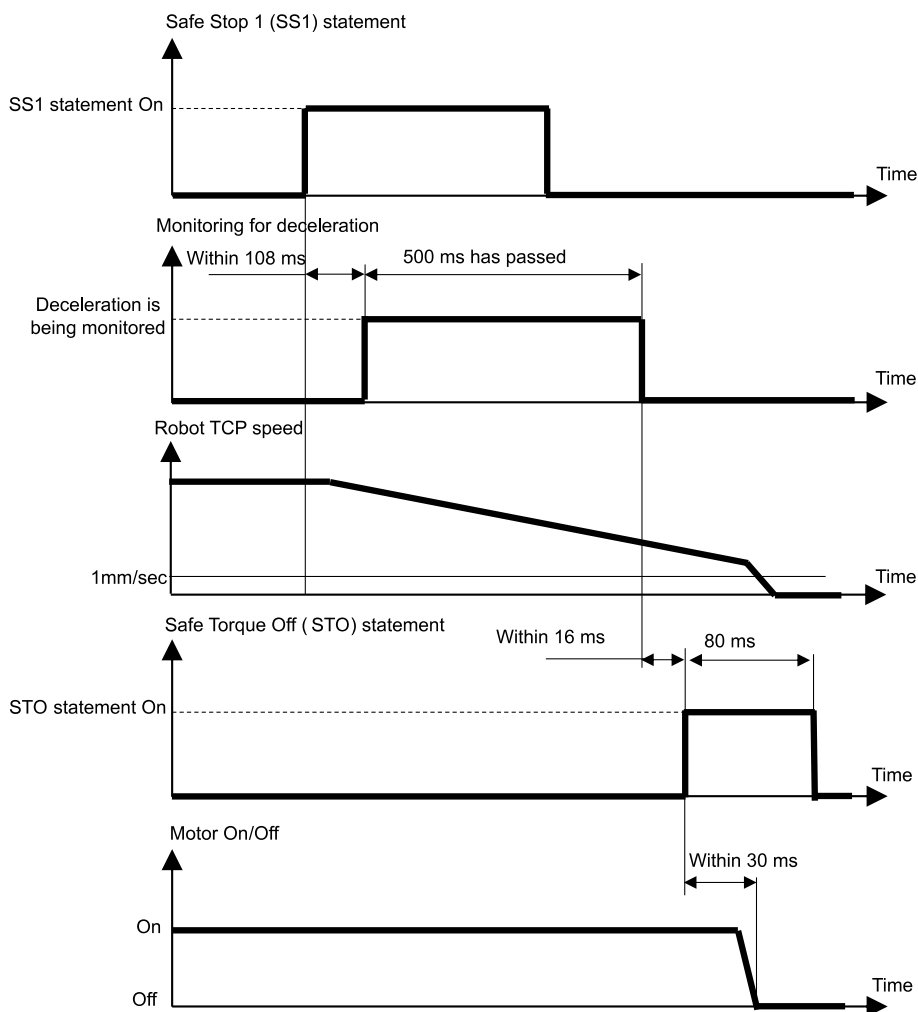 Safe Stop 1 (SS1) statement
SS1 statement On
Time
Monitoring for deceleration
Within 108 ms
500 ms has passed
Deceleration is
being monitored
Time
Robot TCP speed
1mm/sec
Time
Safe Torque Off ( STO) statement
Within 16 ms
80 ms
STO statement On
Time
Motor On/Off
Within 30 ms
On
Time
Off